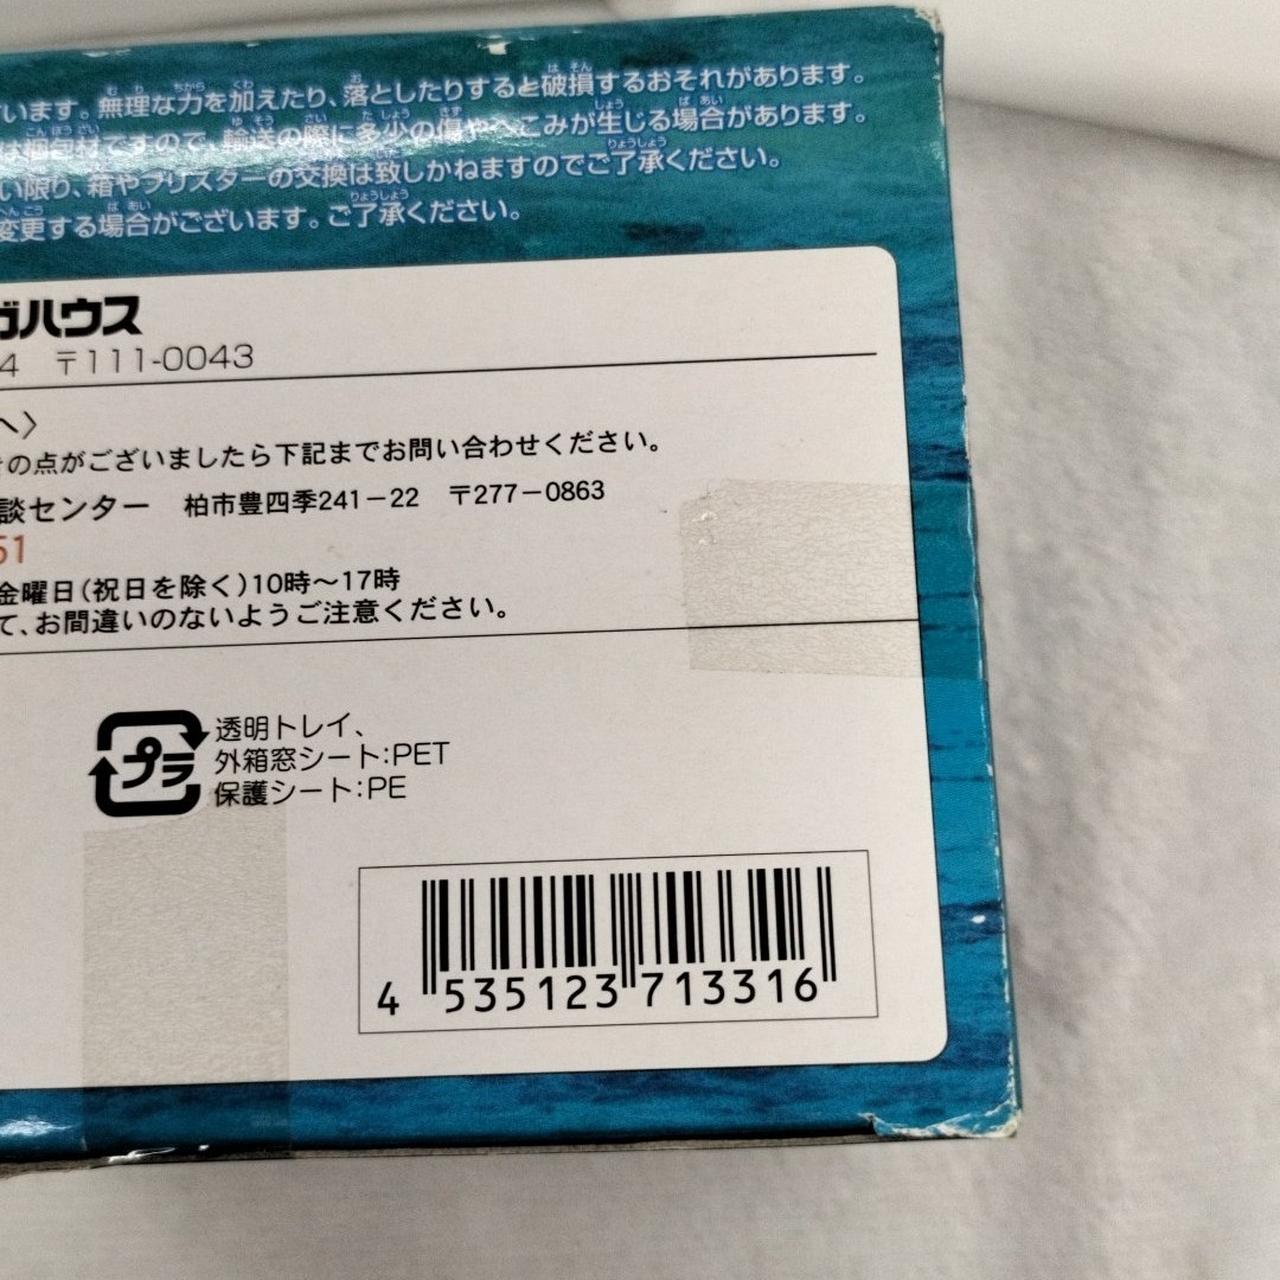 います。無理な力を加えたり、落としたりすると破損するおそれがあります。
は梱包材ですので、輸送の際に多少の傷やへこみが生じる場合があります。
い限り、箱やブリスターの交換は致しかねますのでご了承ください。
変更する場合がございます。ご了承ください。
ガハウス
4 〒111-0043
へ〉
の点がございましたら下記までお問い合わせください。
談センター 柏市豊四季241－22 〒277－0863
51
金曜日(祝日を除く)10時～17時
て、お間違いのないようご注意ください。
プラ
透明トレイ、
外箱窓シート:PET
保護シート:PE
4 535123 713316